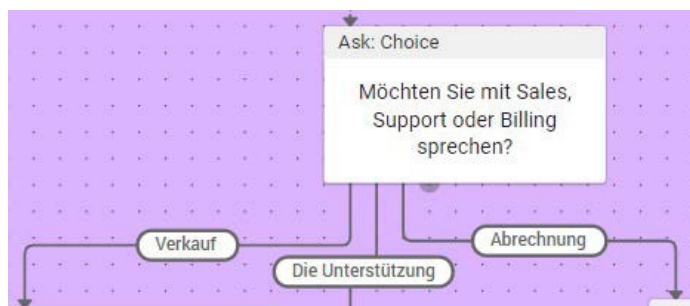 Ask: Choice
Möchten Sie mit Sales,
Support oder Billing
sprechen?
Verkauf
Abrechnung
Die Unterstützung